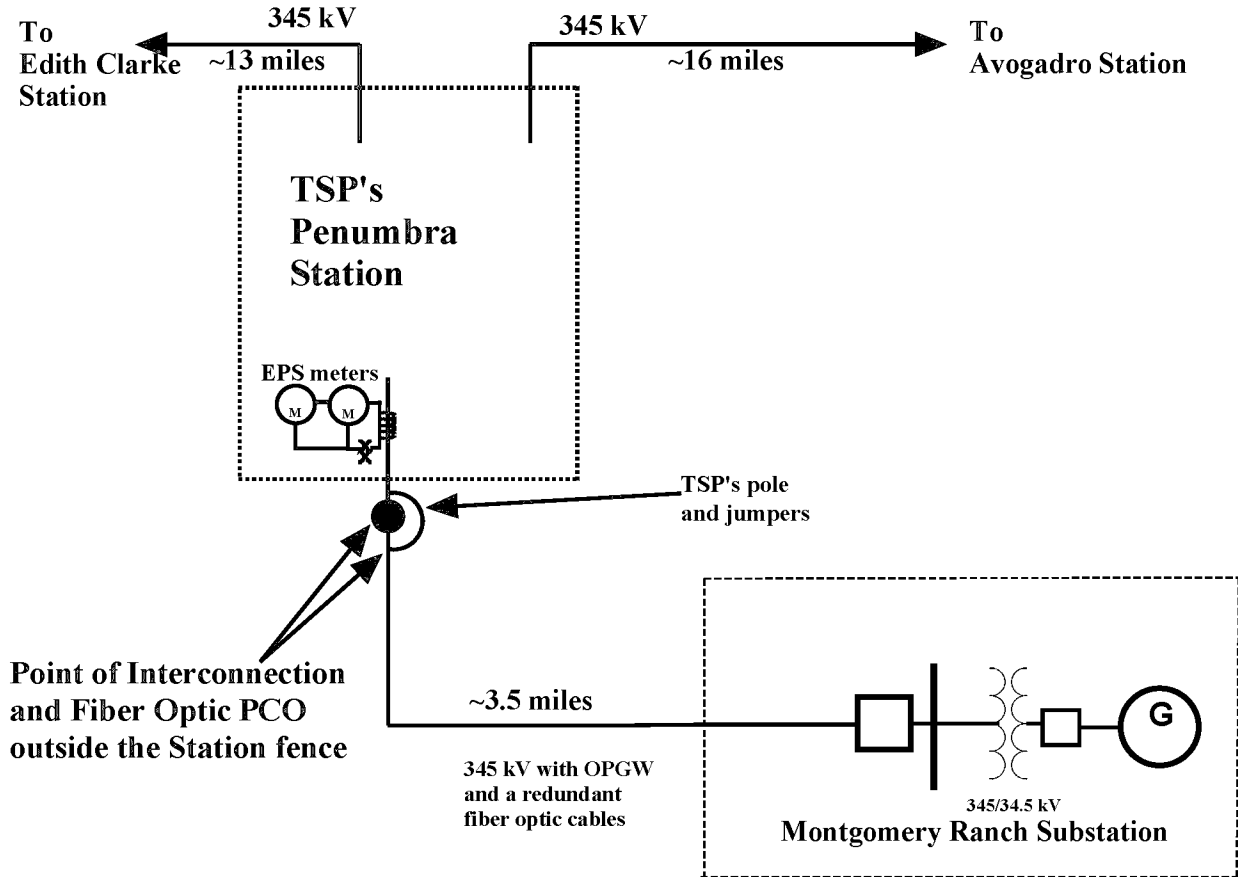 To
Edith Clarke
Station
345 kV
~13 miles
345 kV
~16 miles
To
Avogadro Station
TSP's
Penumbra
Station
EPS meters
M
M
TSP's pole
and jumpers
Point of Interconnection
and Fiber Optic PCO
outside the Station fence
~3.5 miles
345 kV with OPGW
and a redundant
fiber optic cables
G
345/34.5 kV
Montgomery Ranch Substation